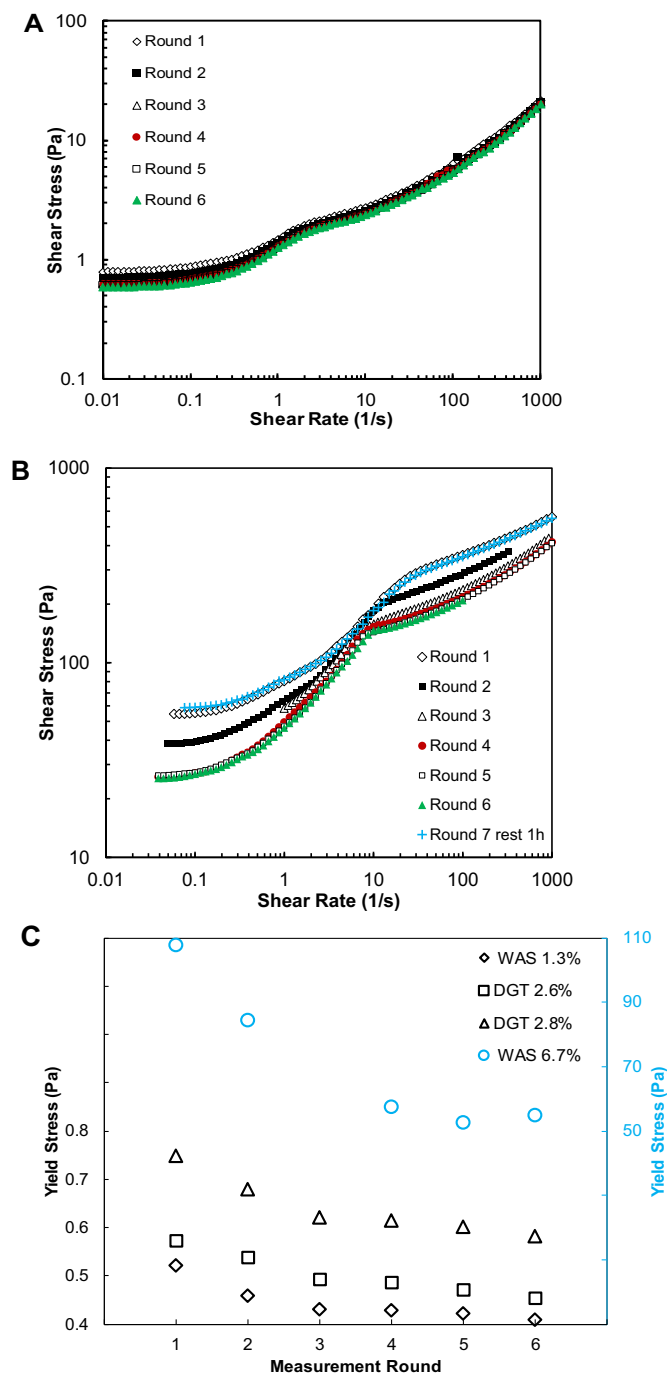 A
100
10
1
0.1
Shear Stress (Pa)
Round 1
Round 2
Round 3
Round 4
Round 5
Round 6
0.01 0.1 1 10 100 1000
Shear Rate (1/s)
B
1000
100
10
Shear Stress (Pa)
Round 1
Round 2
Round 3
Round 4
Round 5
Round 6
Round 7 rest 1h
0.01 0.1 1 10 100 1000
Shear Rate (1/s)
C
0.8
0.7
0.6
0.5
0.4
Yield Stress (Pa)
WAS 1.3%
DGT 2.6%
DGT 2.8%
WAS 6.7%
110
90
70
50
Yield Stress (Pa)
1 2 3 4 5 6
Measurement Round